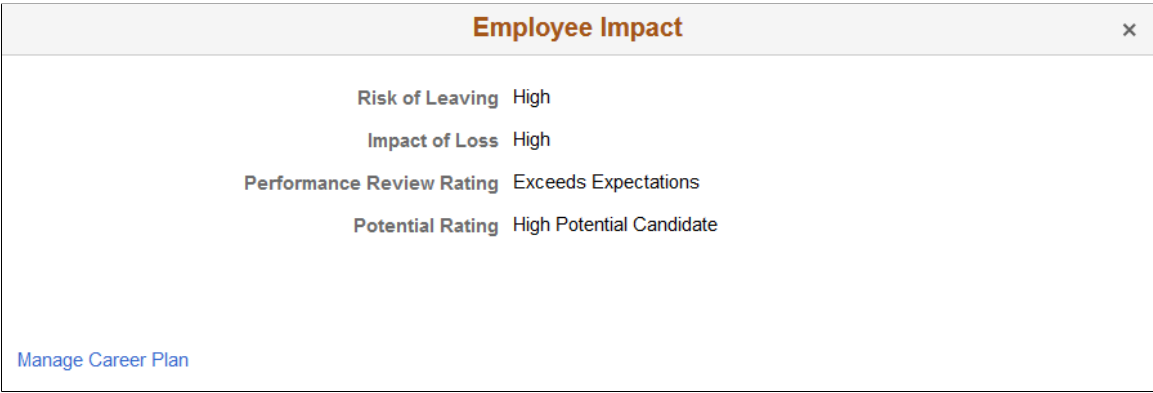 Employee Impact ×
Risk of Leaving High
Impact of Loss High
Performance Review Rating Exceeds Expectations
Potential Rating High Potential Candidate
Manage Career Plan